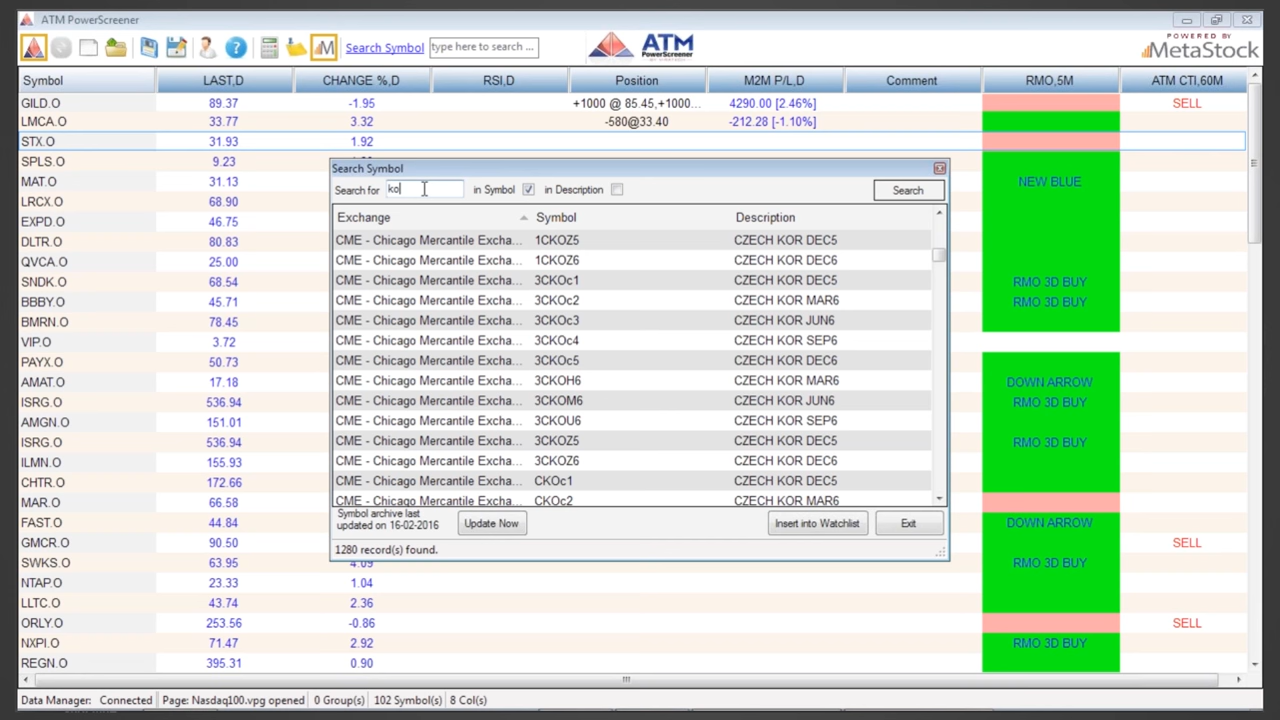 ATM PowerScreener
Search Symbol type here to search ... ATM PowerScreener POWERED BY MetaStock
Symbol LAST,D CHANGE %,D RSI,D Position M2M P/L,D Comment RMO,5M ATM CTI,60M
GILD.O 89.37 -1.95 +1000 @ 85.45,+1000... 4290.00 [2.46%] SELL
LMCA.O 33.77 3.32 -580@33.40 -212.28 [-1.10%]
STX.O 31.93 1.92
SPLS.O 9.23
MAT.O 31.13 NEW BLUE
LRCX.O 68.90
EXPD.O 46.75
DLTR.O 80.83
QVCA.O 25.00
SNDK.O 68.54 RMO 3D BUY
BBBY.O 45.71 RMO 3D BUY
BMRN.O 78.45
VIP.O 3.72
PAYX.O 50.73
AMAT.O 17.18 DOWN ARROW
ISRG.O 536.94 RMO 3D BUY
AMGN.O 151.01
ISRG.O 536.94 RMO 3D BUY
ILMN.O 155.93
CHTR.O 172.66
MAR.O 66.58
FAST.O 44.84 DOWN ARROW
GMCR.O 90.50 SELL
SWKS.O 63.95 4.09 RMO 3D BUY
NTAP.O 23.33 1.04
LLTC.O 43.74 2.36
ORLY.O 253.56 -0.86 SELL
NXPI.O 71.47 2.92 RMO 3D BUY
REGN.O 395.31 0.90
Search Symbol
Search for ko in Symbol in Description Search
Exchange Symbol Description
CME - Chicago Mercantile Excha... 1CKOZ5 CZECH KOR DEC5
CME - Chicago Mercantile Excha... 1CKOZ6 CZECH KOR DEC6
CME - Chicago Mercantile Excha... 3CKOc1 CZECH KOR DEC5
CME - Chicago Mercantile Excha... 3CKOc2 CZECH KOR MAR6
CME - Chicago Mercantile Excha... 3CKOc3 CZECH KOR JUN6
CME - Chicago Mercantile Excha... 3CKOc4 CZECH KOR SEP6
CME - Chicago Mercantile Excha... 3CKOc5 CZECH KOR DEC6
CME - Chicago Mercantile Excha... 3CKOH6 CZECH KOR MAR6
CME - Chicago Mercantile Excha... 3CKOM6 CZECH KOR JUN6
CME - Chicago Mercantile Excha... 3CKOU6 CZECH KOR SEP6
CME - Chicago Mercantile Excha... 3CKOZ5 CZECH KOR DEC5
CME - Chicago Mercantile Excha... 3CKOZ6 CZECH KOR DEC6
CME - Chicago Mercantile Excha... CKOc1 CZECH KOR DEC5
CME - Chicago Mercantile Excha... CKOc2 CZECH KOR MAR6
Symbol archive last
updated on 16-02-2016 Update Now Insert into Watchlist Exit
1280 record(s) found.
Data Manager: Connected Page: Nasdaq100.vpg opened 0 Group(s) 102 Symbol(s) 8 Col(s)